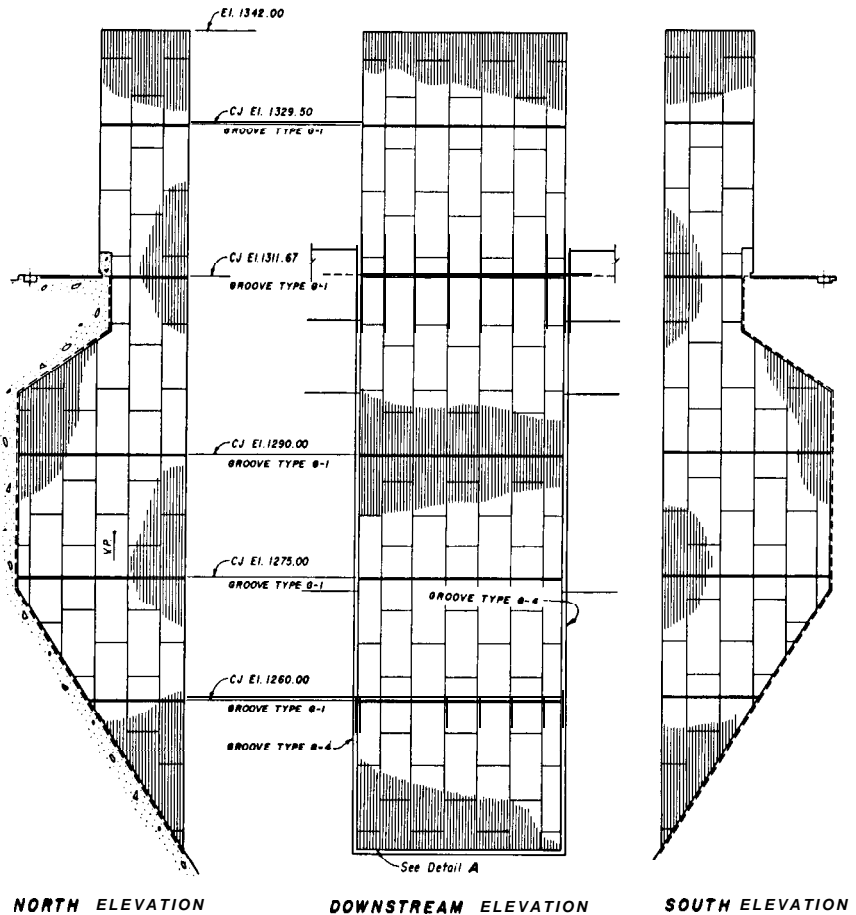 El. 1342.00
CJ El. 1329.50
GROOVE TYPE G-1
CJ El. 1311.67
GROOVE TYPE G-1
CJ El. 1290.00
GROOVE TYPE G-1
V.P.
CJ El. 1275.00
GROOVE TYPE G-1
GROOVE TYPE G-4
CJ El. 1260.00
GROOVE TYPE G-1
GROOVE TYPE G-4
See Detail A
NORTH ELEVATION
DOWNSTREAM ELEVATION
SOUTH ELEVATION